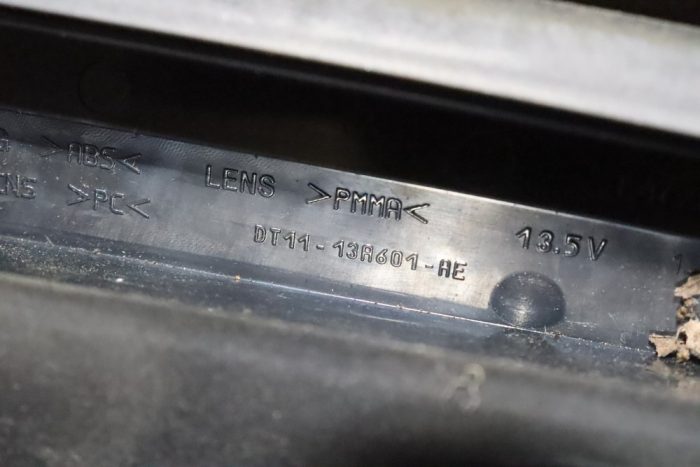 >ABS<
>PC<
LENS >PMMA<
DT11-13A601-AE
13.5V